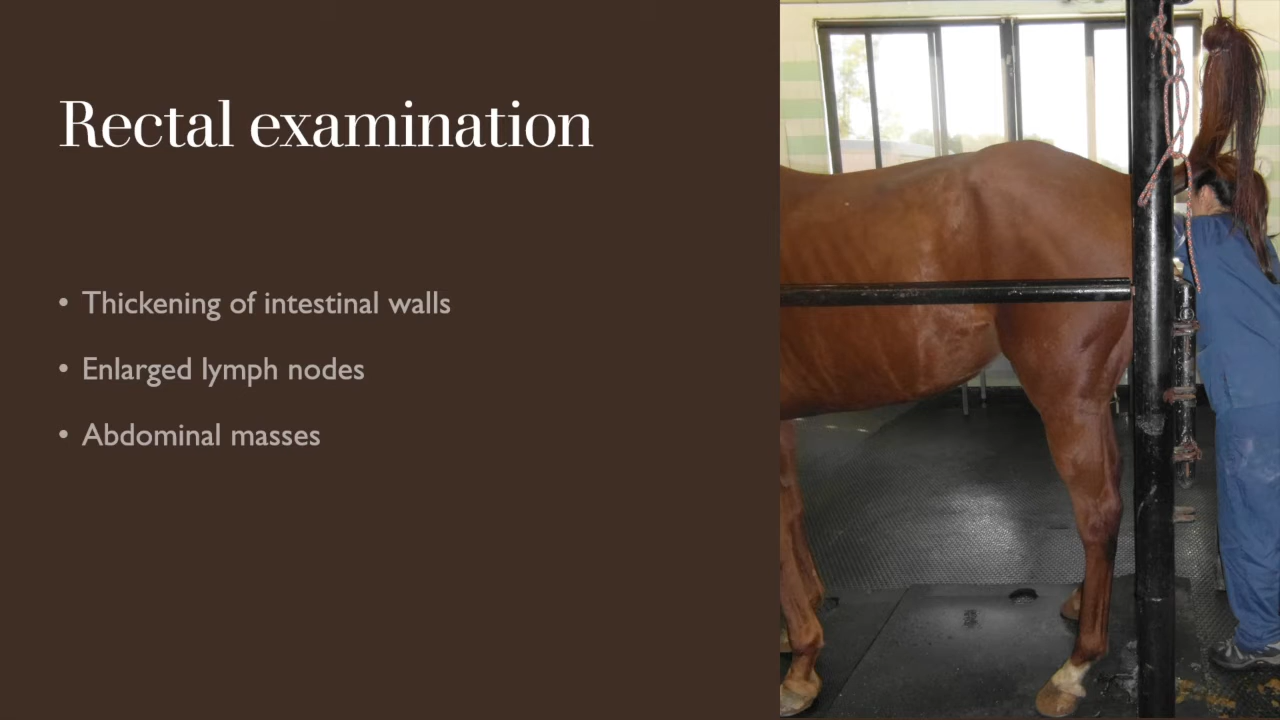 Rectal examination
• Thickening of intestinal walls
• Enlarged lymph nodes
• Abdominal masses